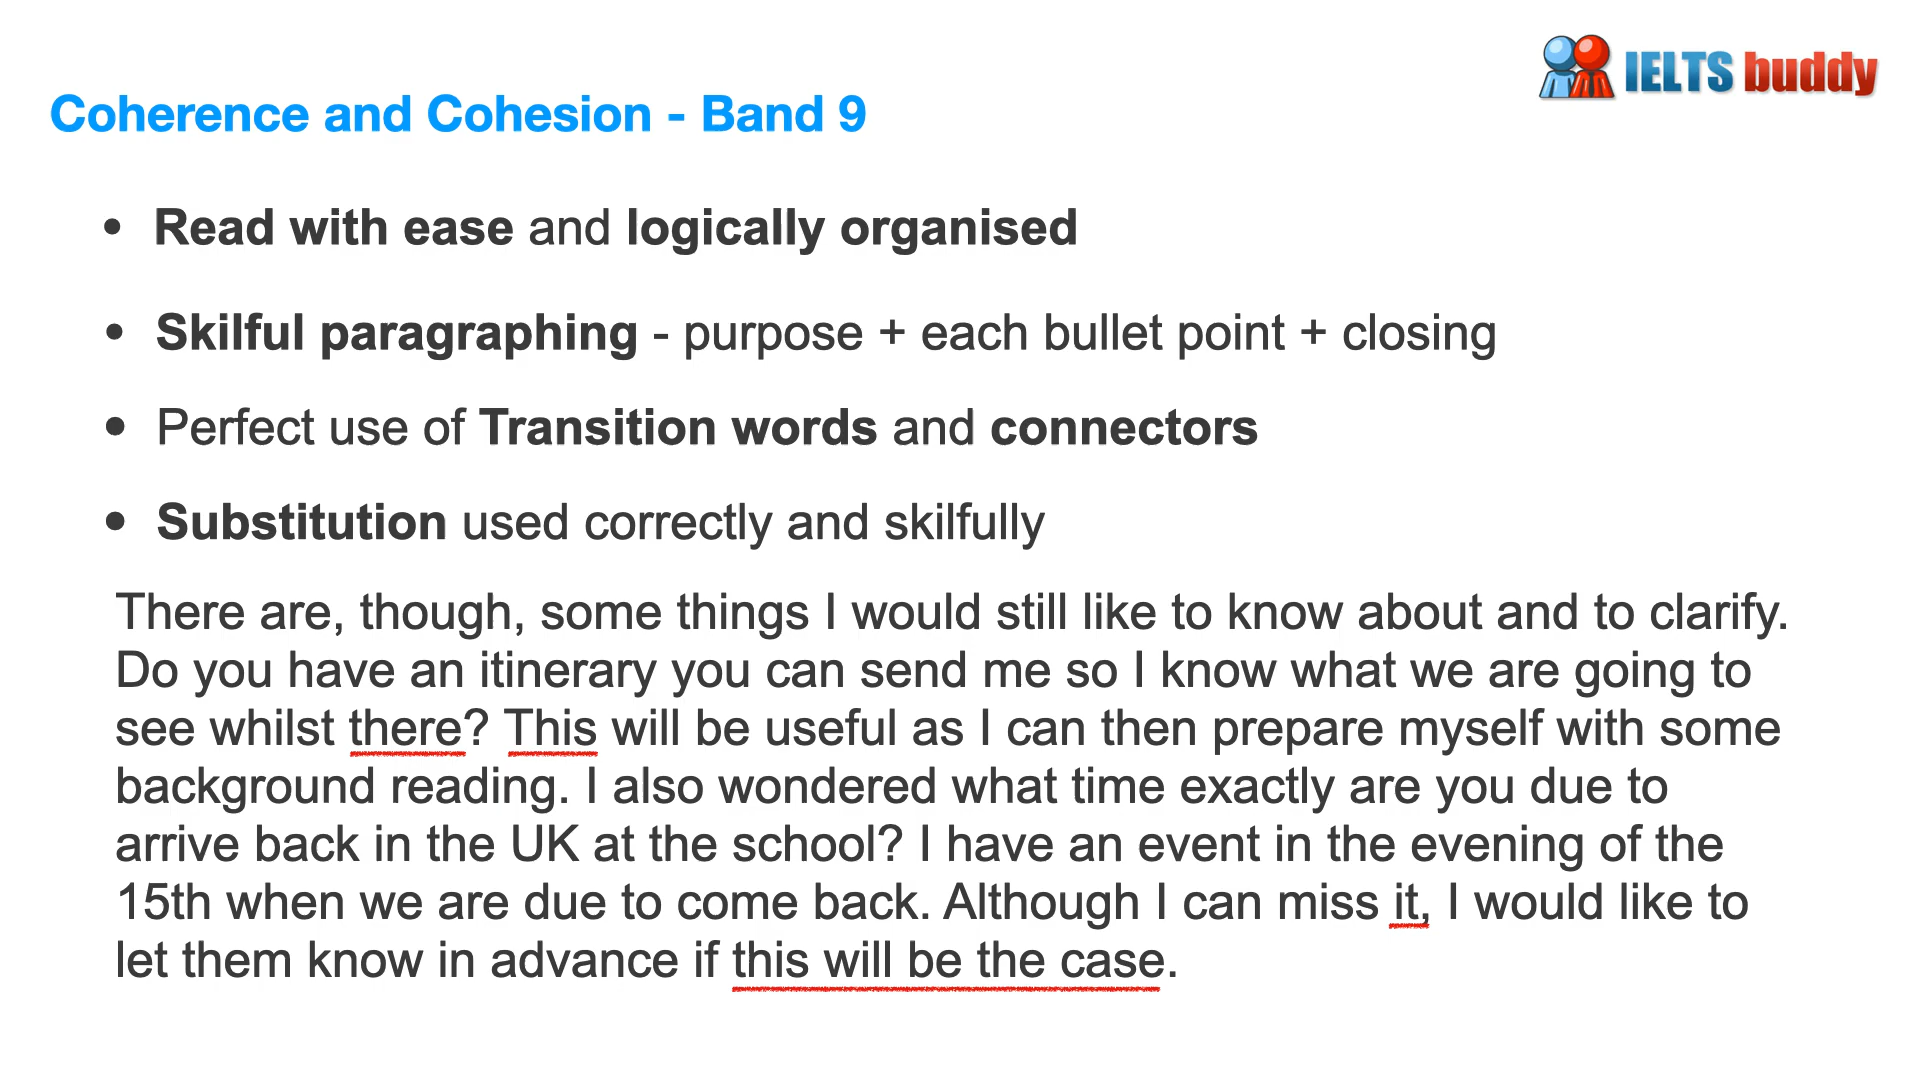 IELTS buddy
Coherence and Cohesion - Band 9
• Read with ease and logically organised
• Skilful paragraphing - purpose + each bullet point + closing
• Perfect use of Transition words and connectors
• Substitution used correctly and skilfully
There are, though, some things I would still like to know about and to clarify.
Do you have an itinerary you can send me so I know what we are going to
see whilst there? This will be useful as I can then prepare myself with some
background reading. I also wondered what time exactly are you due to
arrive back in the UK at the school? I have an event in the evening of the
15th when we are due to come back. Although I can miss it, I would like to
let them know in advance if this will be the case.